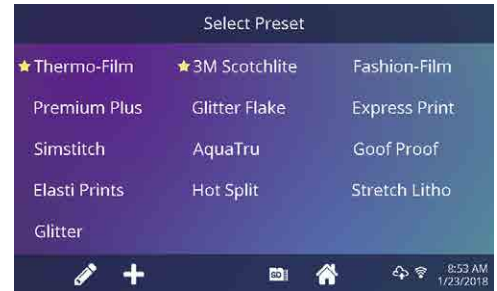 Select Preset
Thermo-Film 3M Scotchlite Fashion-Film
Premium Plus Glitter Flake Express Print
Simstitch AquaTru Goof Proof
Elasti Prints Hot Split Stretch Litho
Glitter
GO 8:53 AM
1/23/2018